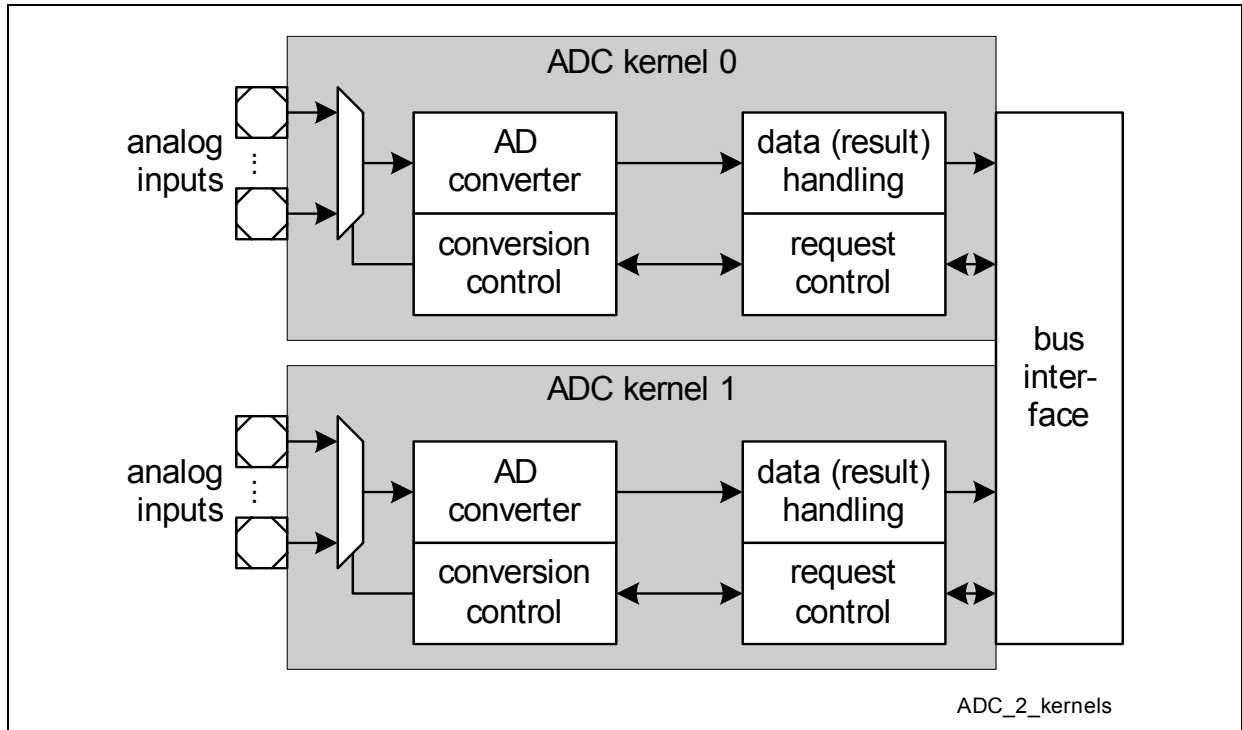 ADC kernel 0
analog
inputs
...
AD
converter
conversion
control
data (result)
handling
request
control
bus
inter-
face
ADC kernel 1
analog
inputs
...
AD
converter
conversion
control
data (result)
handling
request
control
ADC_2_kernels